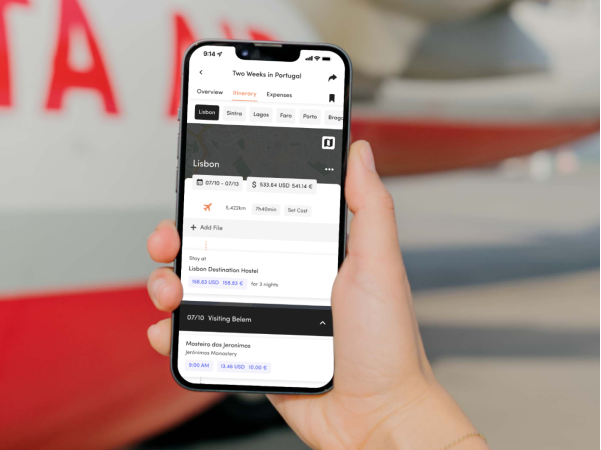 TA A
9:14
Two Weeks in Portugal
Overview Itinerary Expenses
Lisbon Sintra Lagos Faro Porto Braga
Lisbon
07/10 - 07/13 $ 533.64 USD 541.14 €
5,422km 7h40min Set Cost
+ Add File
Stay at
Lisbon Destination Hostel
158.63 USD 158.83 € for 3 nights
07/10 Visiting Belem
Mosteiro dos Jeronimos
Jerónimos Monastery
9:00 AM 13.46 USD 10.00 €